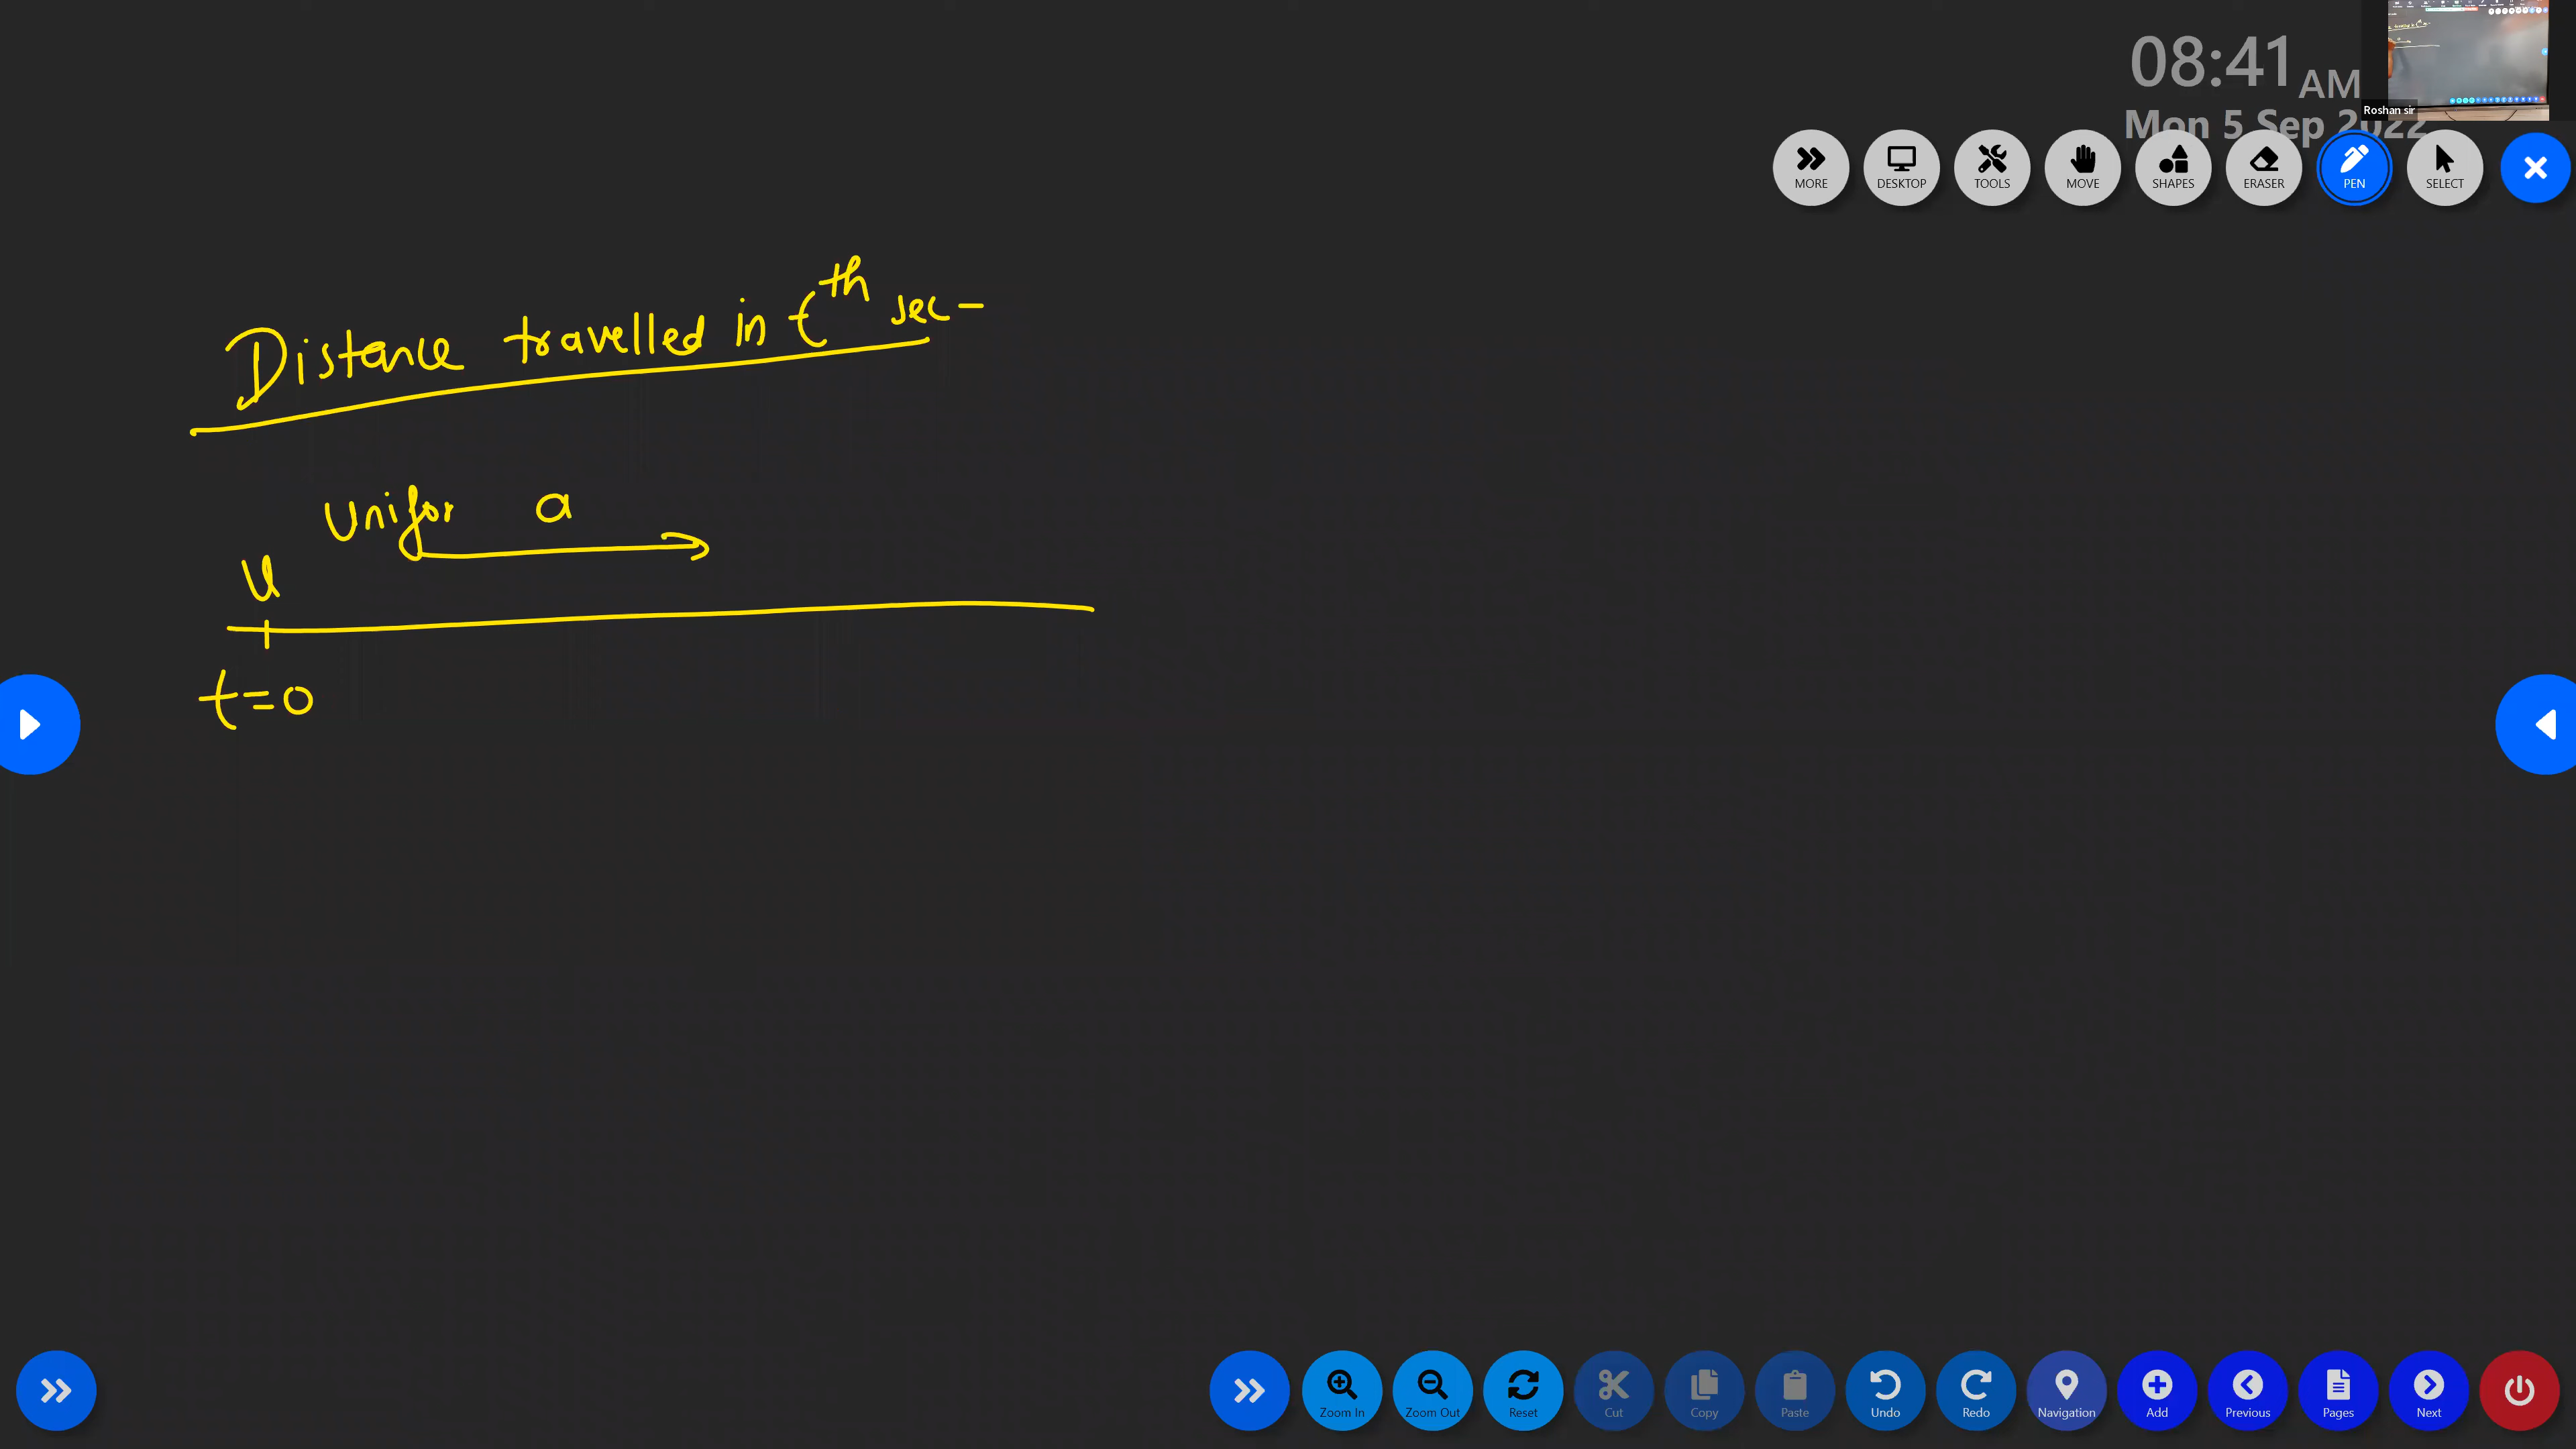 08:41 AM
Roshan sir
Mon 5 Sep 2022
MORE DESKTOP TOOLS MOVE SHAPES ERASER PEN SELECT
Distance travelled in tth sec -
Unifor a
u
t=0
Zoom In Zoom Out Reset Cut Copy Paste Undo Redo Navigation Add Previous Pages Next